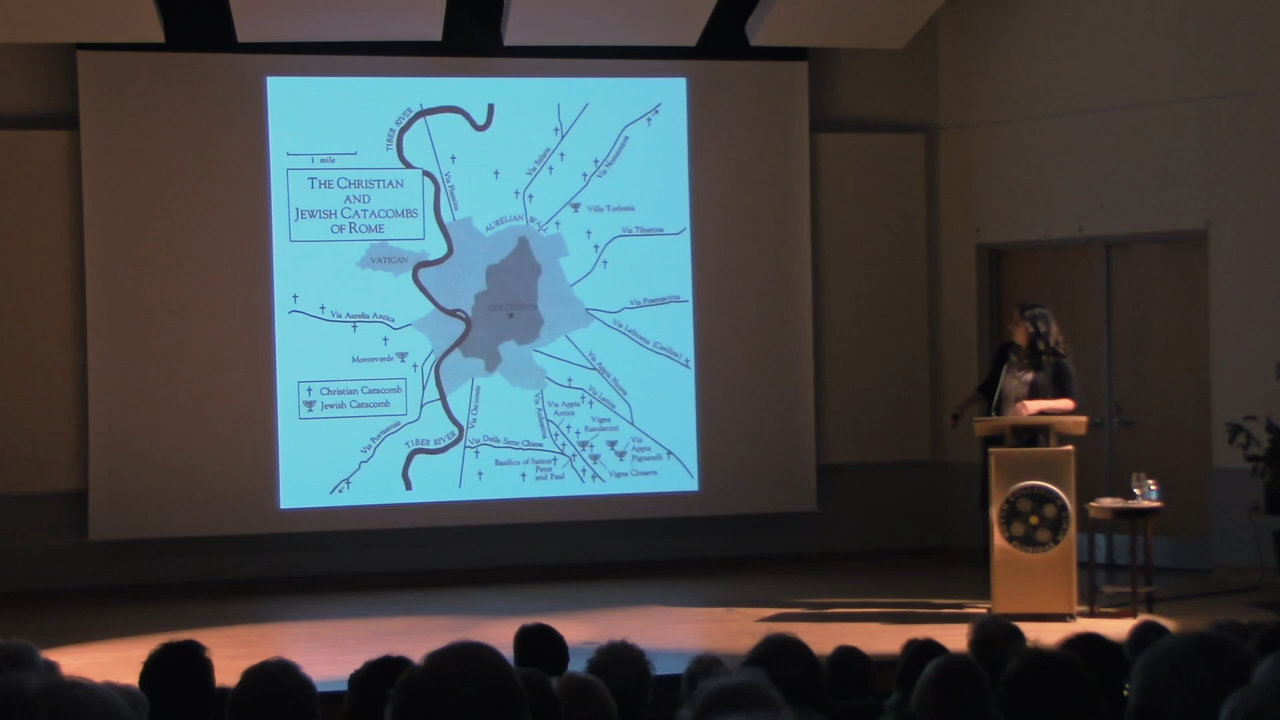 TIBER RIVER
1 mile
THE CHRISTIAN
AND
JEWISH CATACOMBS
OF ROME
Via Flaminia
Via Salaria
Via Nomentana
AURELIAN WALL
Villa Torlonia
Via Tiburtina
VATICAN
Via Praenestina
Via Labicana (Casilina)
Via Aurelia Antica
Monteverde
Christian Catacomb
Jewish Catacomb
Via Portuensis
TIBER RIVER
Via Ostiensis
Via Delle Sette Chiese
Basilica of Saints
Peter
and Paul
Via Appia
Antica
Via Appia Nuova
Via Latina
Vigna
Randanini
Via
Appia
Pignatelli
Vigna Cimarra